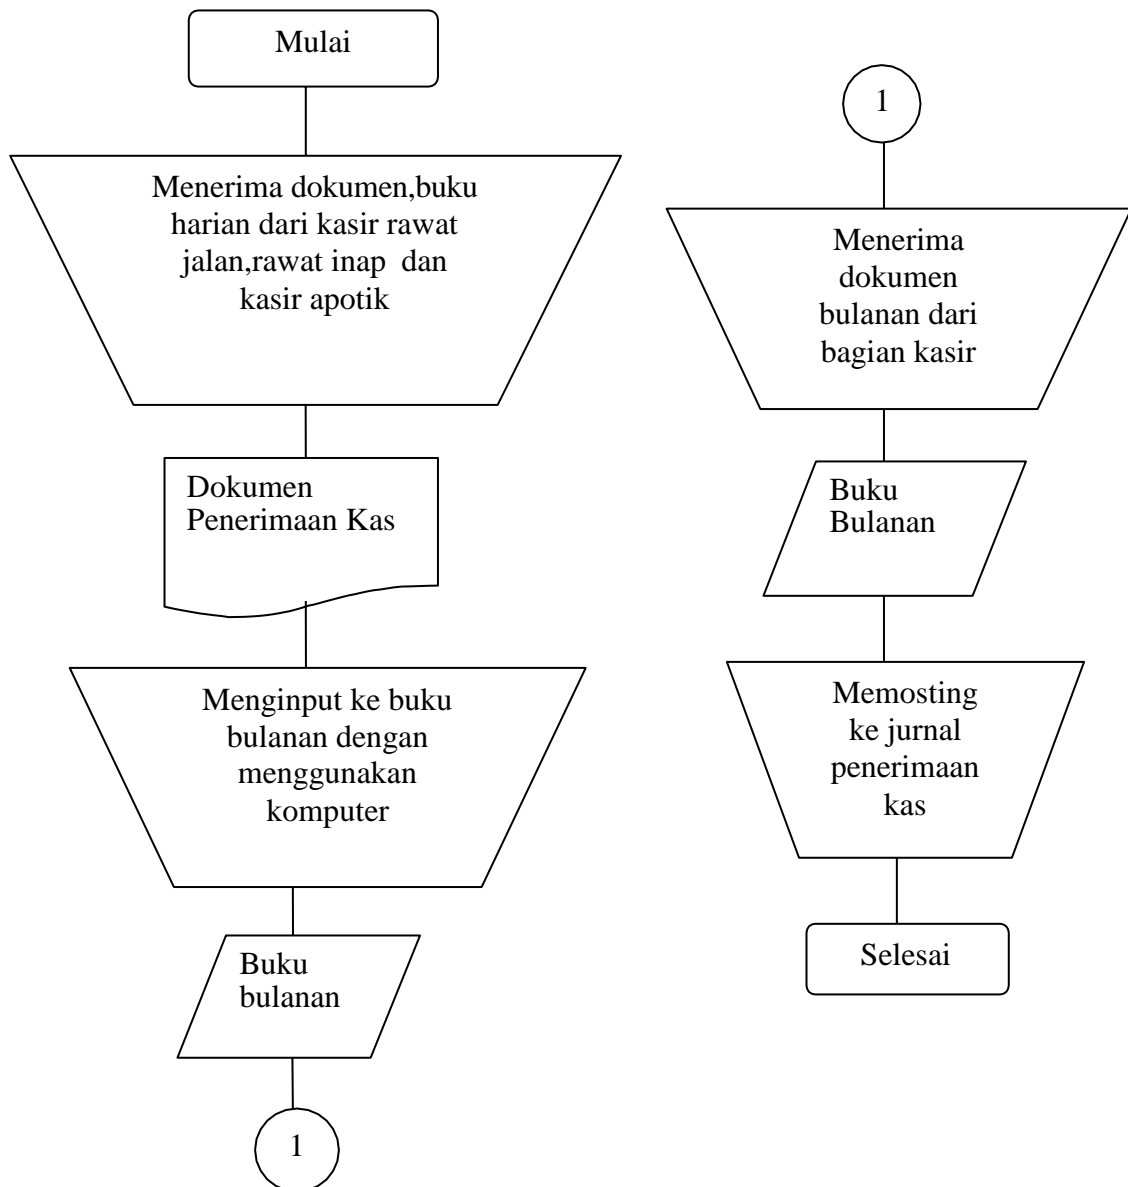 Mulai
Menerima dokumen,buku
harian dari kasir rawat
jalan,rawat inap  dan
kasir apotik
Dokumen
Penerimaan Kas
Menginput ke buku
bulanan dengan
menggunakan
komputer
Buku
bulanan
1
1
Menerima
dokumen
bulanan dari
bagian kasir
Buku
Bulanan
Memosting
ke jurnal
penerimaan
kas
Selesai